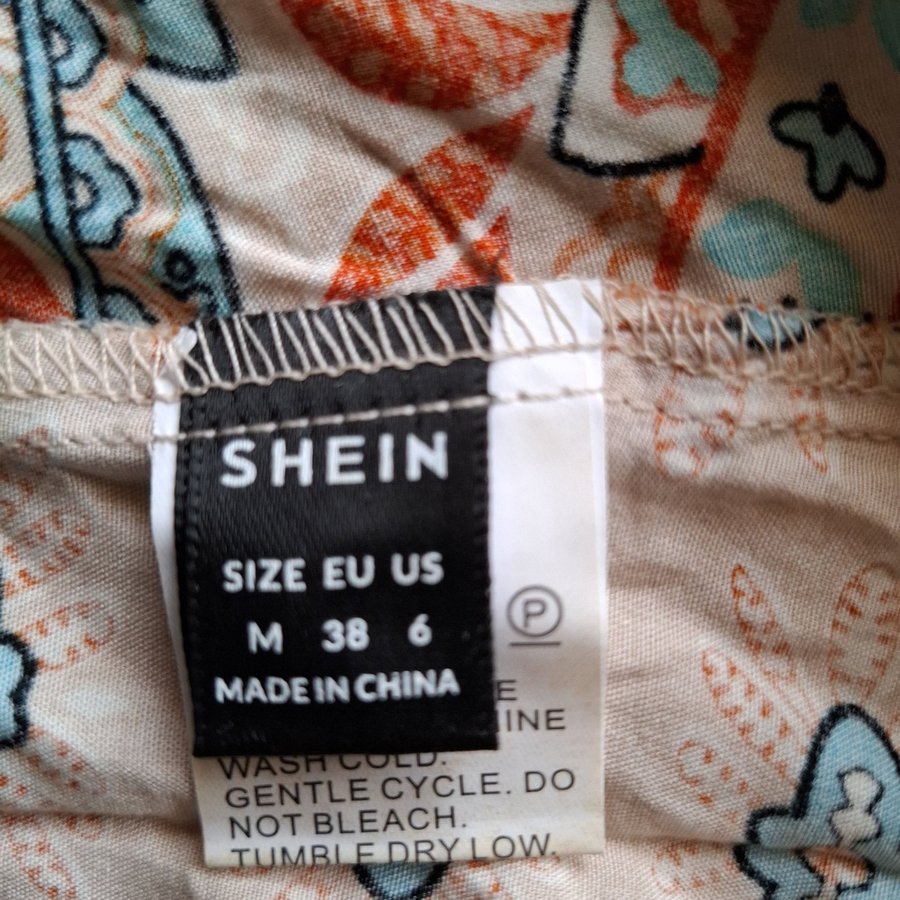 SHEIN
SIZE EU US
M 38 6
MADE IN CHINA
P
E
INE
WASH COLD.
GENTLE CYCLE. DO
NOT BLEACH.
TUMBLE DRY LOW.